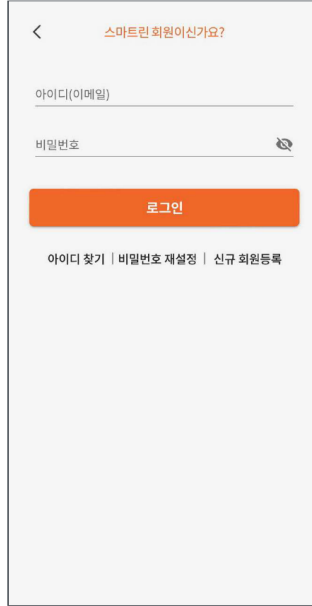 스마트린 회원이신가요?
아이디(이메일)
비밀번호
로그인
아이디 찾기 | 비밀번호 재설정 | 신규 회원등록